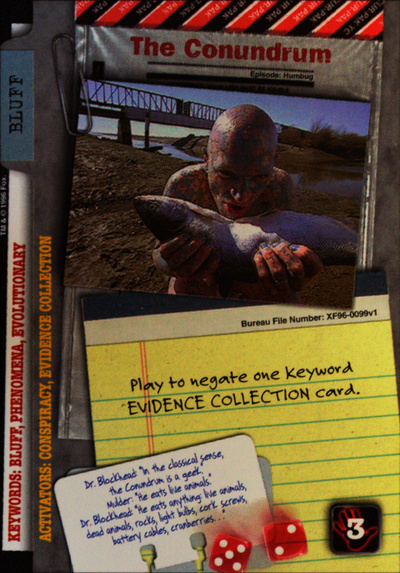 The Conundrum
Episode: Humbug
BLUFF
TM & © 1996 Fox.
KEYWORDS: BLUFF, PHENOMENA, EVOLUTIONARY
ACTIVATORS: CONSPIRACY, EVIDENCE COLLECTION
Bureau File Number: XF96-0099v1
Play to negate one keyword
EVIDENCE COLLECTION card.
Dr. Blockhead: "In the classical sense,
the Conundrum is a geek."
Mulder: "He eats live animals."
Dr. Blockhead: "He eats anything: live animals,
dead animals, rocks, light bulbs, cork screws,
battery cables, cranberries. . .
3